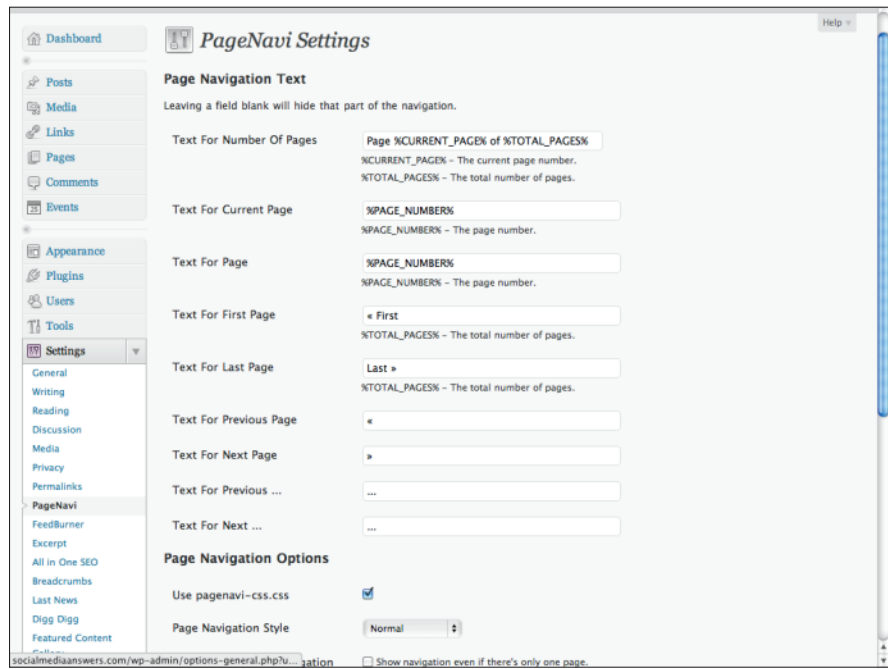 Help
Dashboard
PageNavi Settings
Posts
Media
Links
Pages
Comments
25 Events
Appearance
Plugins
Users
Tools
Settings
General
Writing
Reading
Discussion
Media
Privacy
Permalinks
PageNavi
FeedBurner
Excerpt
All in One SEO
Breadcrumbs
Last News
Digg Digg
Featured Content
socialmediaanswers.com/wp-admin/options-general.php?u...
Page Navigation Text
Leaving a field blank will hide that part of the navigation.
Text For Number Of Pages Page %CURRENT_PAGE% of %TOTAL_PAGES%
%CURRENT_PAGE% – The current page number.
%TOTAL_PAGES% – The total number of pages.
Text For Current Page %PAGE_NUMBER%
%PAGE_NUMBER% – The page number.
Text For Page %PAGE_NUMBER%
%PAGE_NUMBER% – The page number.
Text For First Page « First
%TOTAL_PAGES% – The total number of pages.
Text For Last Page Last »
%TOTAL_PAGES% – The total number of pages.
Text For Previous Page «
Text For Next Page »
Text For Previous ... ...
Text For Next ... ...
Page Navigation Options
Use pagenavi-css.css
Page Navigation Style Normal
gation Show navigation even if there's only one page.